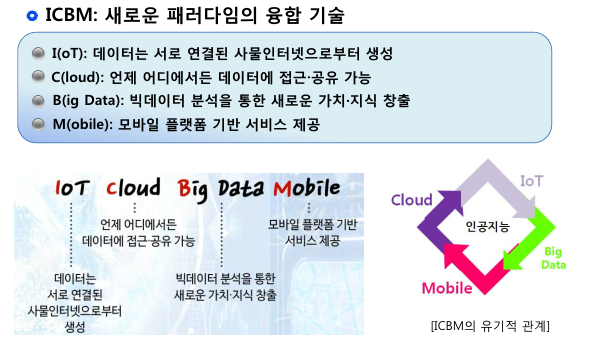 ICBM: 새로운 패러다임의 융합 기술
I(oT): 데이터는 서로 연결된 사물인터넷으로부터 생성
C(loud): 언제 어디에서든 데이터에 접근·공유 가능
B(ig Data): 빅데이터 분석을 통한 새로운 가치·지식 창출
M(obile): 모바일 플랫폼 기반 서비스 제공
IoT Cloud Big Data Mobile
언제 어디에서든
데이터에 접근·공유 가능
모바일 플랫폼 기반
서비스 제공
데이터는
서로 연결된
사물인터넷으로부터
생성
빅데이터 분석을 통한
새로운 가치·지식 창출
Cloud
IoT
인공지능
Big
Data
Mobile
[ICBM의 유기적 관계]